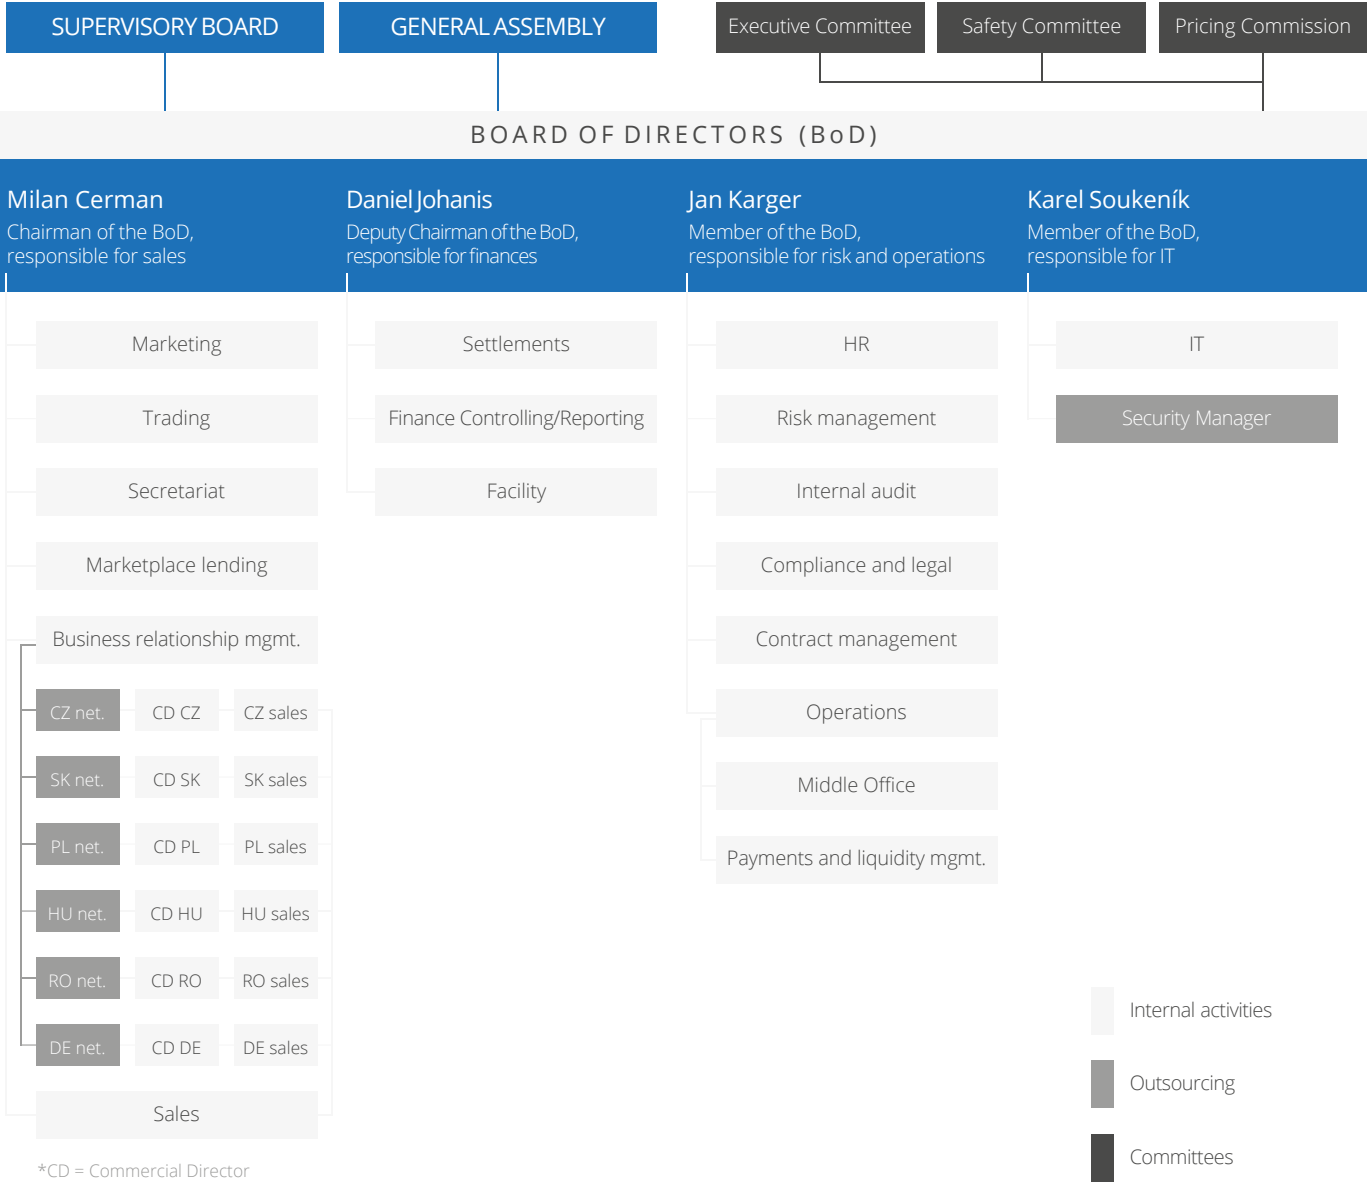 SUPERVISORY BOARD
GENERAL ASSEMBLY
Executive Committee
Safety Committee
Pricing Commission
BOARD OF DIRECTORS (BoD)
Milan Cerman
Chairman of the BoD,
responsible for sales
Daniel Johanis
Deputy Chairman of the BoD,
responsible for finances
Jan Karger
Member of the BoD,
responsible for risk and operations
Karel Soukeník
Member of the BoD,
responsible for IT
Marketing
Trading
Secretariat
Marketplace lending
Business relationship mgmt.
CZ net. CD CZ CZ sales
SK net. CD SK SK sales
PL net. CD PL PL sales
HU net. CD HU HU sales
RO net. CD RO RO sales
DE net. CD DE DE sales
Sales
*CD = Commercial Director
Settlements
Finance Controlling/Reporting
Facility
HR
Risk management
Internal audit
Compliance and legal
Contract management
Operations
Middle Office
Payments and liquidity mgmt.
IT
Security Manager
Internal activities
Outsourcing
Committees